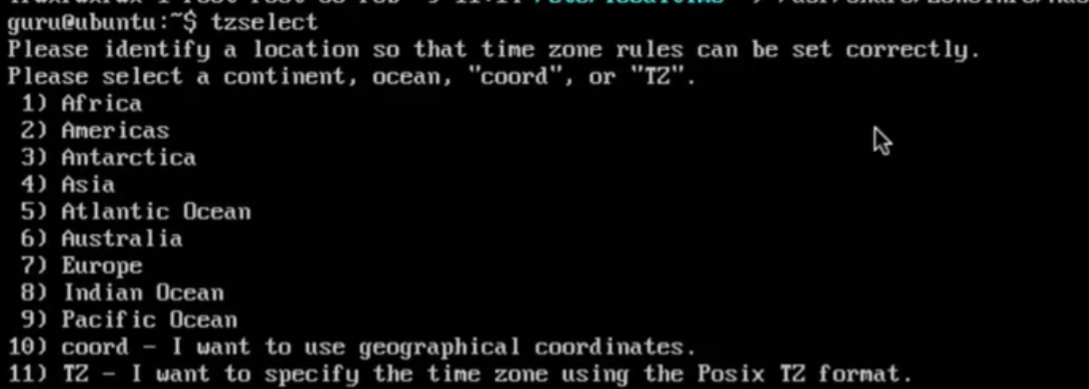 guru@ubuntu:~$ tzselect
Please identify a location so that time zone rules can be set correctly.
Please select a continent, ocean, "coord", or "TZ".
1) Africa
2) Americas
3) Antarctica
4) Asia
5) Atlantic Ocean
6) Australia
7) Europe
8) Indian Ocean
9) Pacific Ocean
10) coord - I want to use geographical coordinates.
11) TZ - I want to specify the time zone using the Posix TZ format.